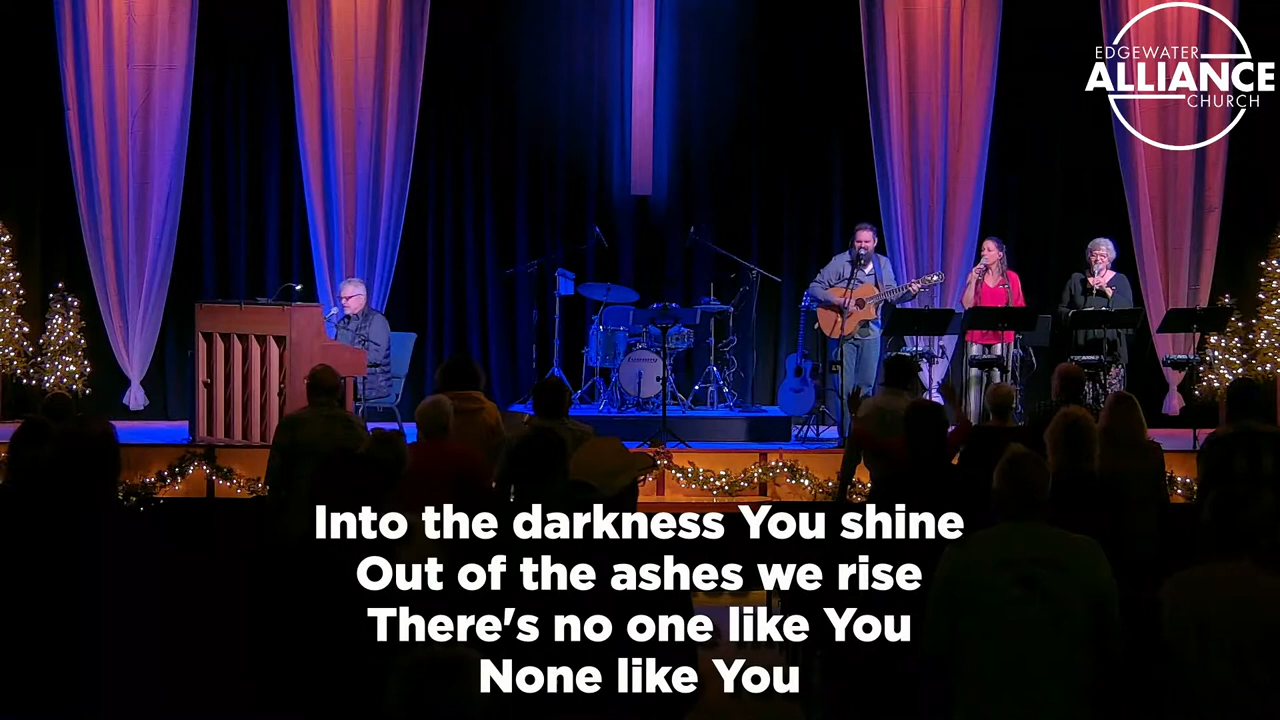 EDGEWATER
ALLIANCE
CHURCH
Into the darkness You shine
Out of the ashes we rise
There's no one like You
None like You